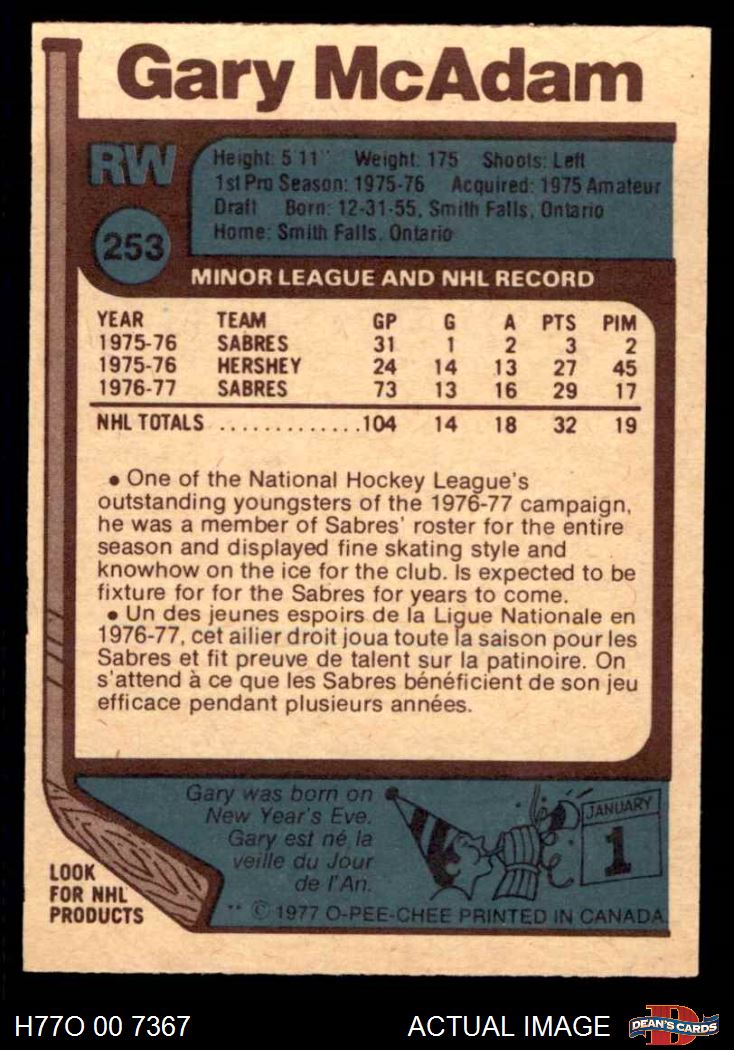 Gary McAdam
RW
Height: 5 11" Weight: 175 Shoots: Left
1st Pro Season: 1975-76 Acquired: 1975 Amateur
Draft Born: 12-31-55, Smith Falls, Ontario
Home: Smith Falls, Ontario
253
MINOR LEAGUE AND NHL RECORD
YEAR TEAM GP G A PTS PIM
1975-76 SABRES 31 1 2 3 2
1975-76 HERSHEY 24 14 13 27 45
1976-77 SABRES 73 13 16 29 17
NHL TOTALS .............104 14 18 32 19
• One of the National Hockey League's
outstanding youngsters of the 1976-77 campaign,
he was a member of Sabres' roster for the entire
season and displayed fine skating style and
knowhow on the ice for the club. Is expected to be
fixture for for the Sabres for years to come.
• Un des jeunes espoirs de la Ligue Nationale en
1976-77, cet ailier droit joua toute la saison pour les
Sabres et fit preuve de talent sur la patinoire. On
s'attend à ce que les Sabres bénéficient de son jeu
efficace pendant plusieurs années.
Gary was born on
New Year's Eve.
Gary est né la
veille du Jour
de l'An.
JANUARY
1
LOOK
FOR NHL
PRODUCTS
** © 1977 O-PEE-CHEE PRINTED IN CANADA
H77O 00 7367
ACTUAL IMAGE
D
DEAN'S CARDS